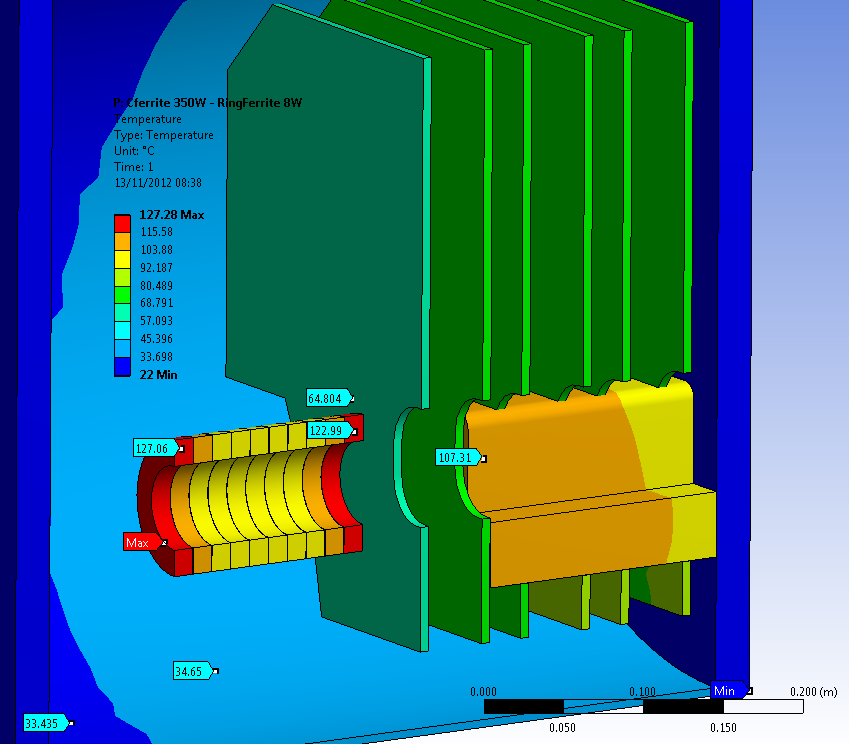 P: Cferrite 350W - RingFerrite 8W
Temperature
Type: Temperature
Unit: °C
Time: 1
13/11/2012 08:38
127.28 Max
115.58
103.88
92.187
80.489
68.791
57.093
45.396
33.698
22 Min
64.804
122.99
127.06
107.31
Max
34.65
33.435
Min
0.000 0.100 0.200 (m)
0.050 0.150